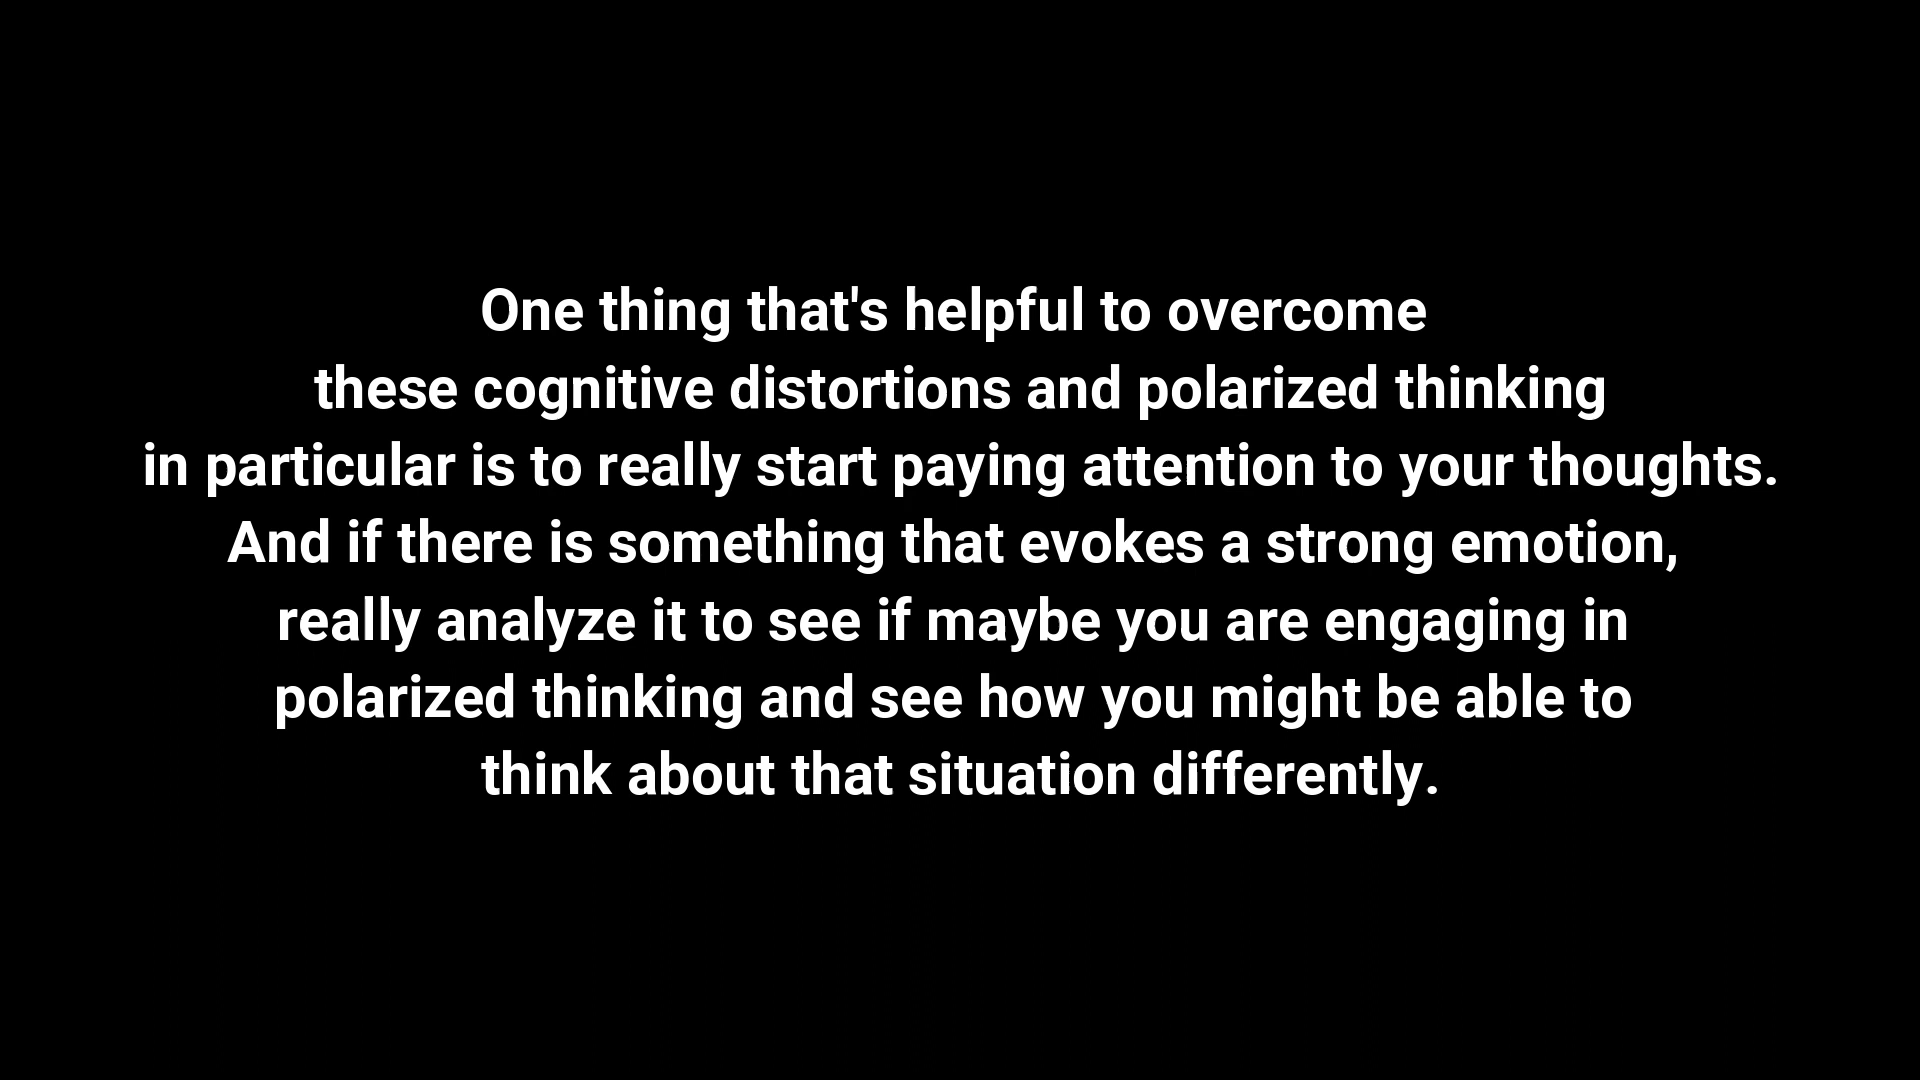 One thing that's helpful to overcome
these cognitive distortions and polarized thinking
in particular is to really start paying attention to your thoughts.
And if there is something that evokes a strong emotion,
really analyze it to see if maybe you are engaging in
polarized thinking and see how you might be able to
think about that situation differently.